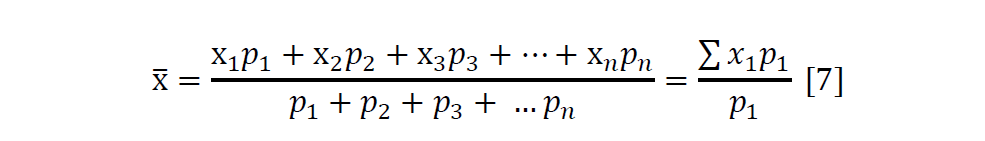 x̄ = (x₁p₁ + x₂p₂ + x₃p₃ + ⋯ + xₙpₙ) / (p₁ + p₂ + p₃ + …pₙ) = (∑ x₁p₁) / p₁ [7]